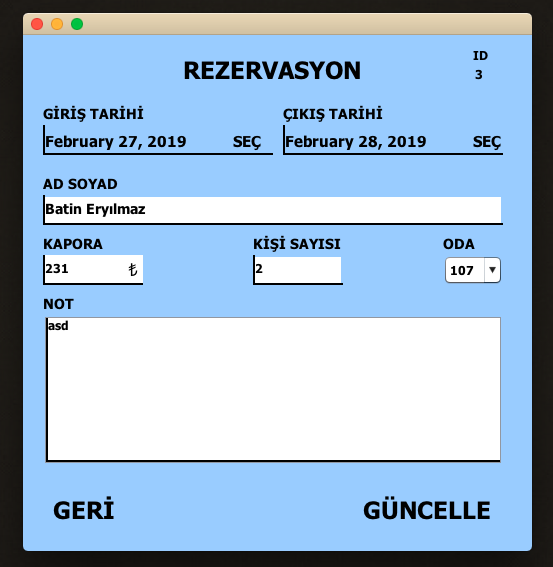 ID
REZERVASYON
3
GİRİŞ TARİHİ ÇIKIŞ TARİHİ
February 27, 2019 SEÇ February 28, 2019 SEÇ
AD SOYAD
Batin Eryılmaz
KAPORA KİŞİ SAYISI ODA
231 ₺ 2 107
NOT
asd
GERİ GÜNCELLE